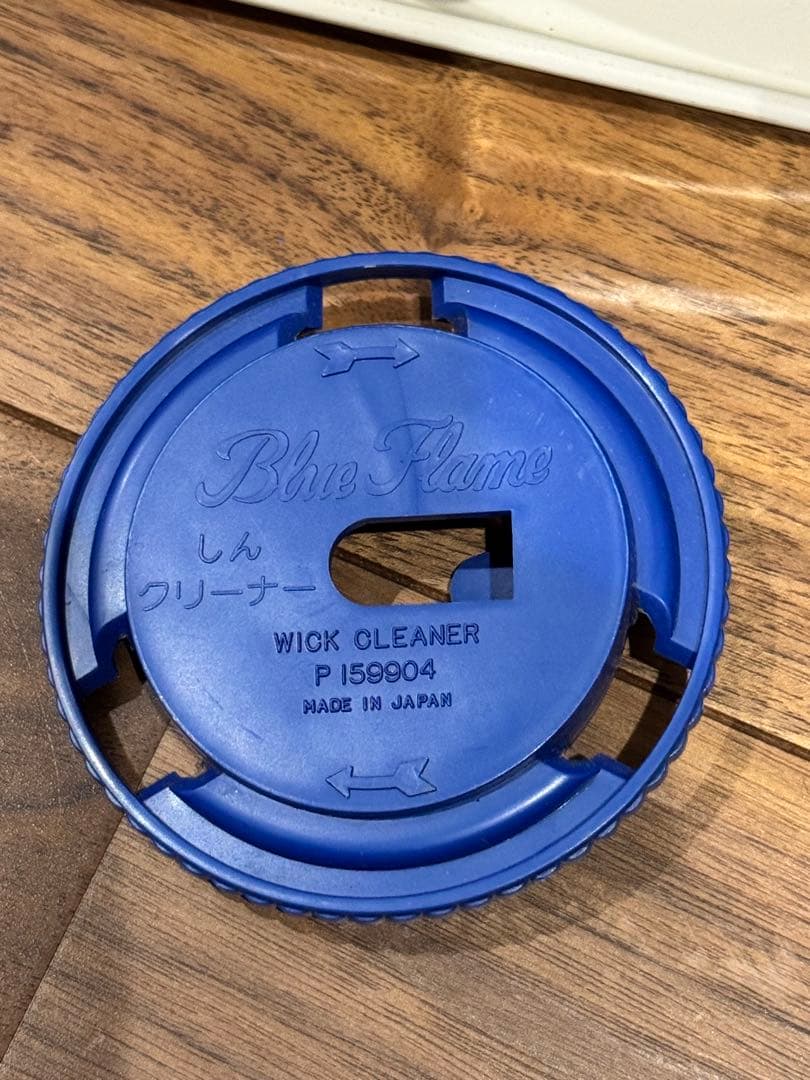 Blue Flame
しん
クリーナー
WICK CLEANER
P 159904
MADE IN JAPAN